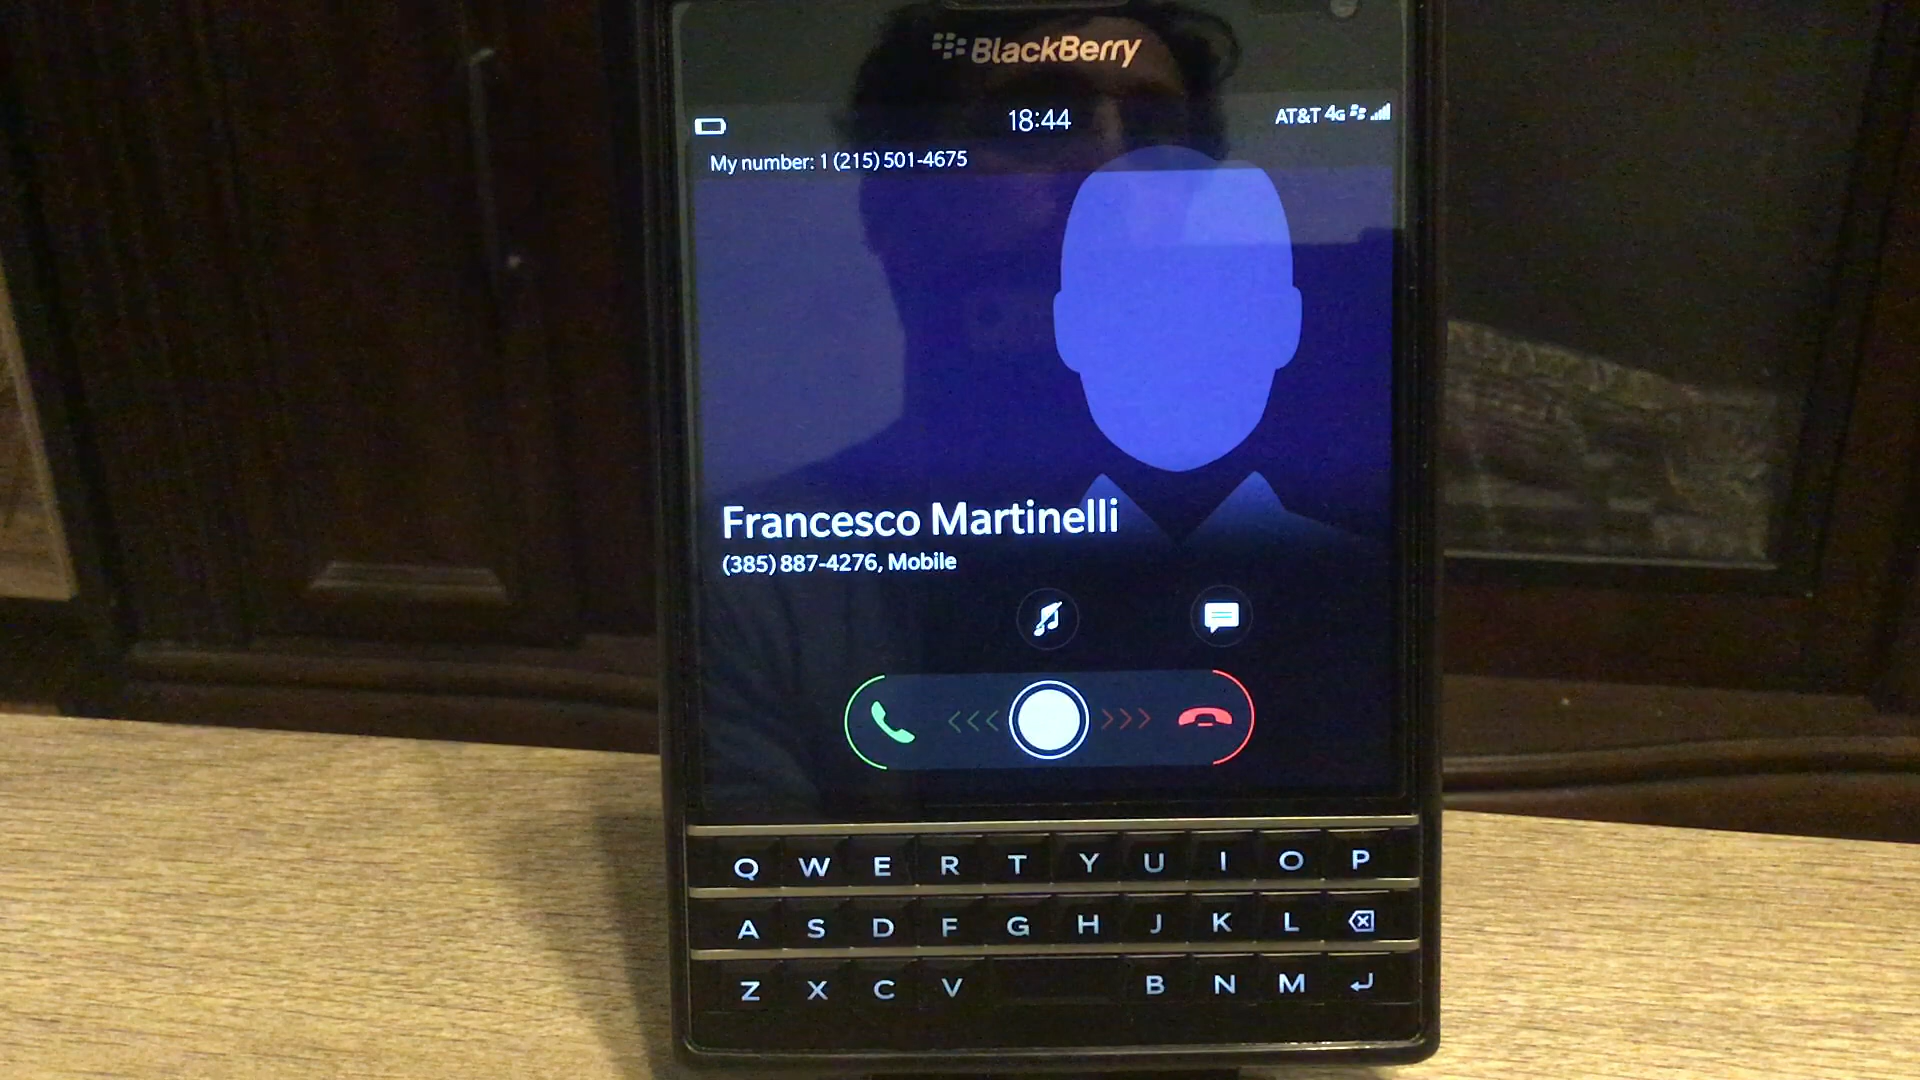 BlackBerry
18:44
AT&T 4G
My number: 1 (215) 501-4675
Francesco Martinelli
(385) 887-4276, Mobile
Q W E R T Y U I O P
A S D F G H J K L
Z X C V B N M